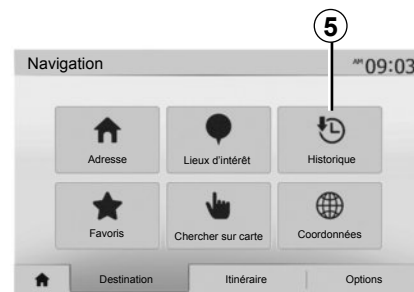 5
Navigation
AM 09:03
Adresse
Lieux d'intérêt
Historique
Favoris
Chercher sur carte
Coordonnées
Destination
Itinéraire
Options